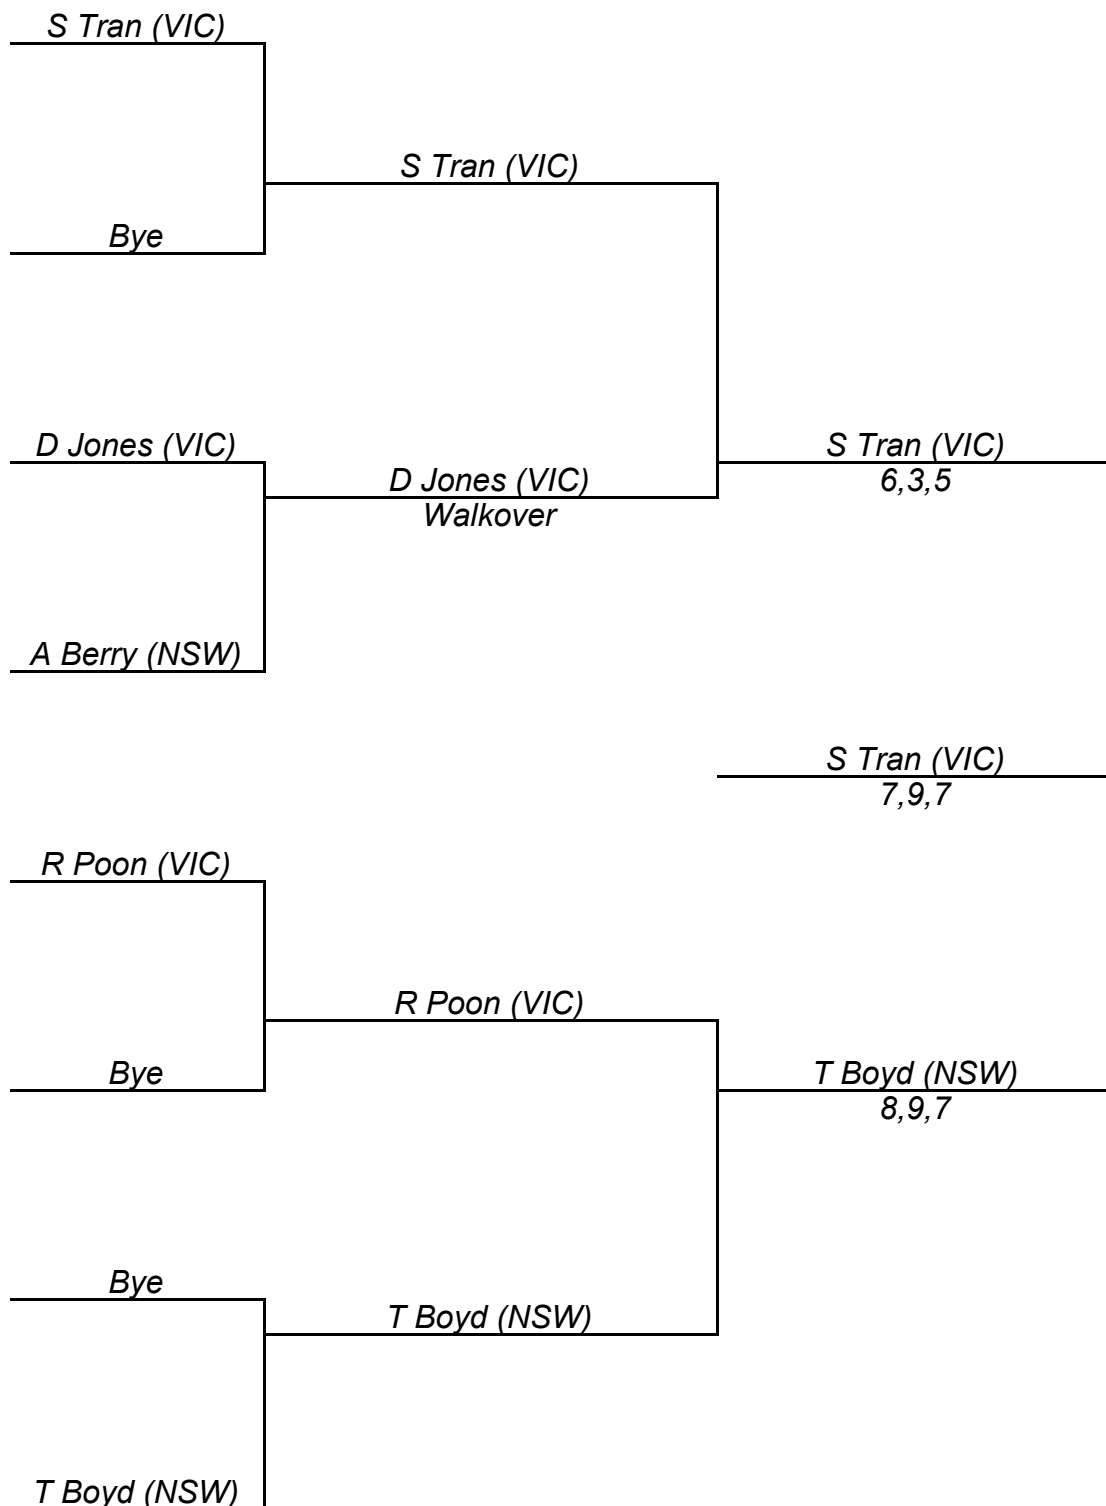 S Tran (VIC)
S Tran (VIC)
Bye
D Jones (VIC)
S Tran (VIC)
6,3,5
D Jones (VIC)
Walkover
A Berry (NSW)
S Tran (VIC)
7,9,7
R Poon (VIC)
R Poon (VIC)
Bye
T Boyd (NSW)
8,9,7
Bye
T Boyd (NSW)
T Boyd (NSW)